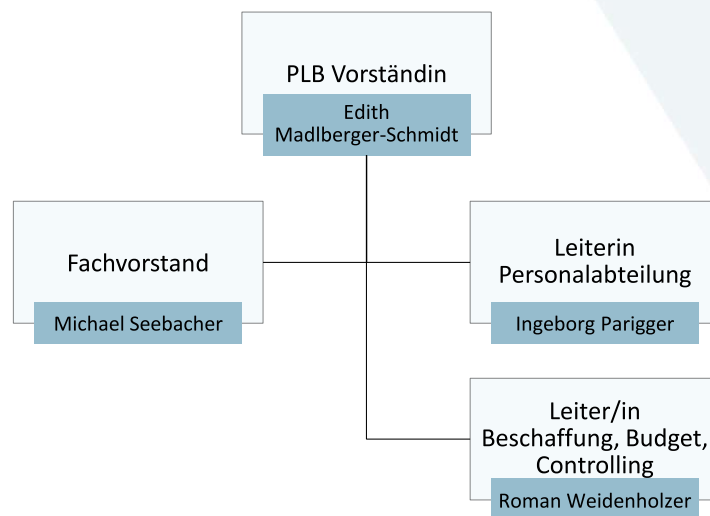 PLB Vorständin
Edith
Madlberger-Schmidt
Fachvorstand
Michael Seebacher
Leiterin
Personalabteilung
Ingeborg Parigger
Leiter/in
Beschaffung, Budget,
Controlling
Roman Weidenholzer